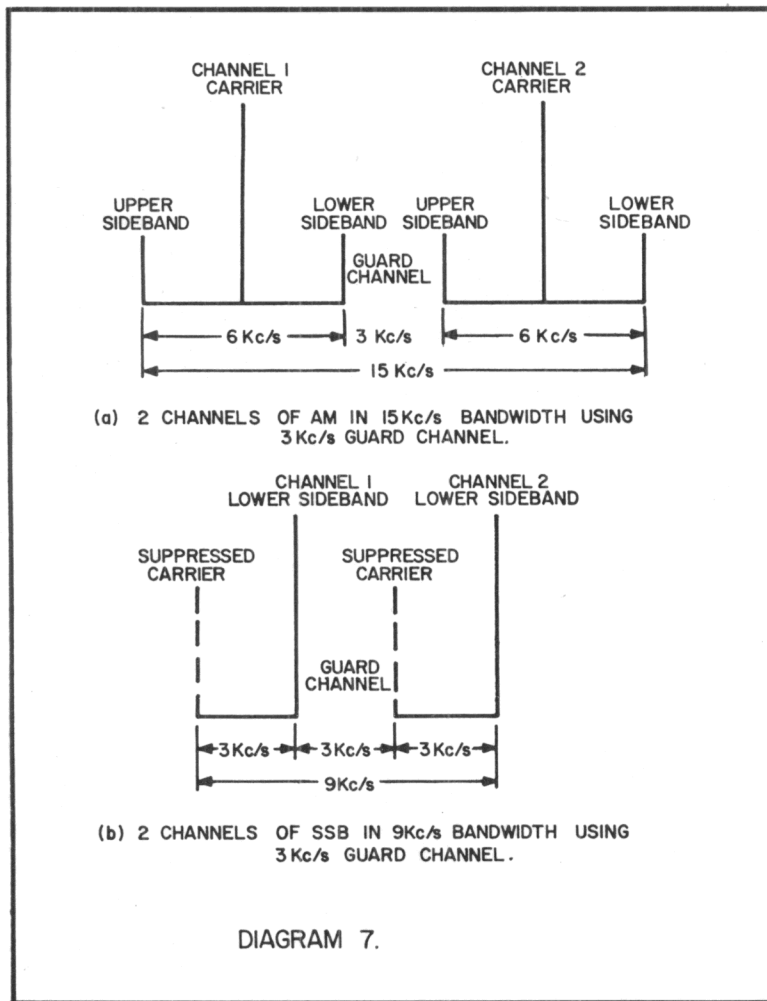 CHANNEL 1
CARRIER
CHANNEL 2
CARRIER
UPPER
SIDEBAND
LOWER
SIDEBAND
UPPER
SIDEBAND
LOWER
SIDEBAND
GUARD
CHANNEL
6 Kc/s
3 Kc/s
6 Kc/s
15 Kc/s
(a) 2 CHANNELS OF AM IN 15Kc/s BANDWIDTH USING
3Kc/s GUARD CHANNEL.
CHANNEL 1
LOWER SIDEBAND
CHANNEL 2
LOWER SIDEBAND
SUPPRESSED
CARRIER
SUPPRESSED
CARRIER
GUARD
CHANNEL
3Kc/s
3Kc/s
3Kc/s
9Kc/s
(b) 2 CHANNELS OF SSB IN 9Kc/s BANDWIDTH USING
3Kc/s GUARD CHANNEL.
DIAGRAM 7.